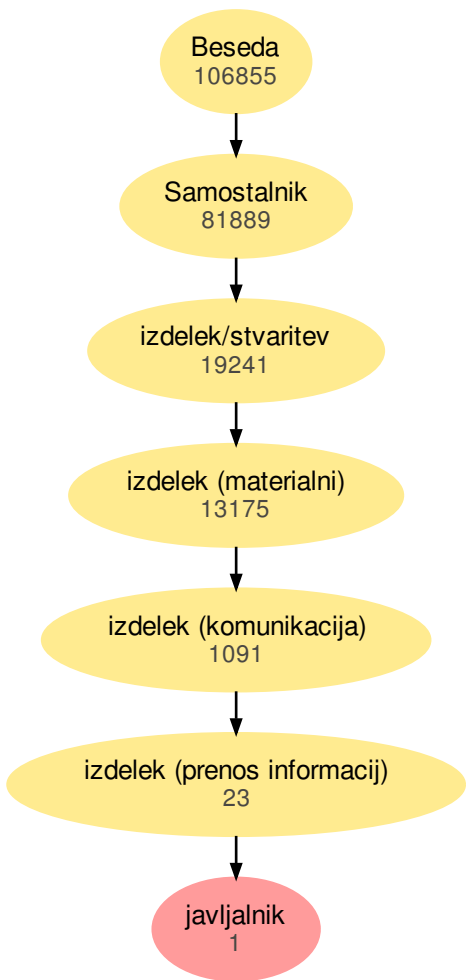 Beseda
106855
Samostalnik
81889
izdelek/stvaritev
19241
izdelek (materialni)
13175
izdelek (komunikacija)
1091
izdelek (prenos informacij)
23
javljalnik
1